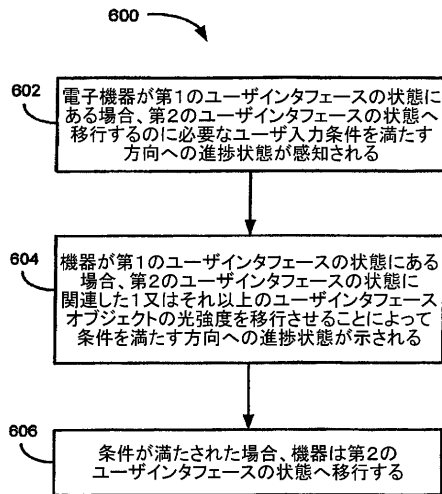 600
602
電子機器が第1のユーザインタフェースの状態に
ある場合、第2のユーザインタフェースの状態へ
移行するのに必要なユーザ入力条件を満たす
方向への進捗状態が感知される
604
機器が第1のユーザインタフェースの状態にある
場合、第2のユーザインタフェースの状態に
関連した1又はそれ以上のユーザインタフェース
オブジェクトの光強度を移行させることによって
条件を満たす方向への進捗状態が示される
606
条件が満たされた場合、機器は第2の
ユーザインタフェースの状態へ移行する